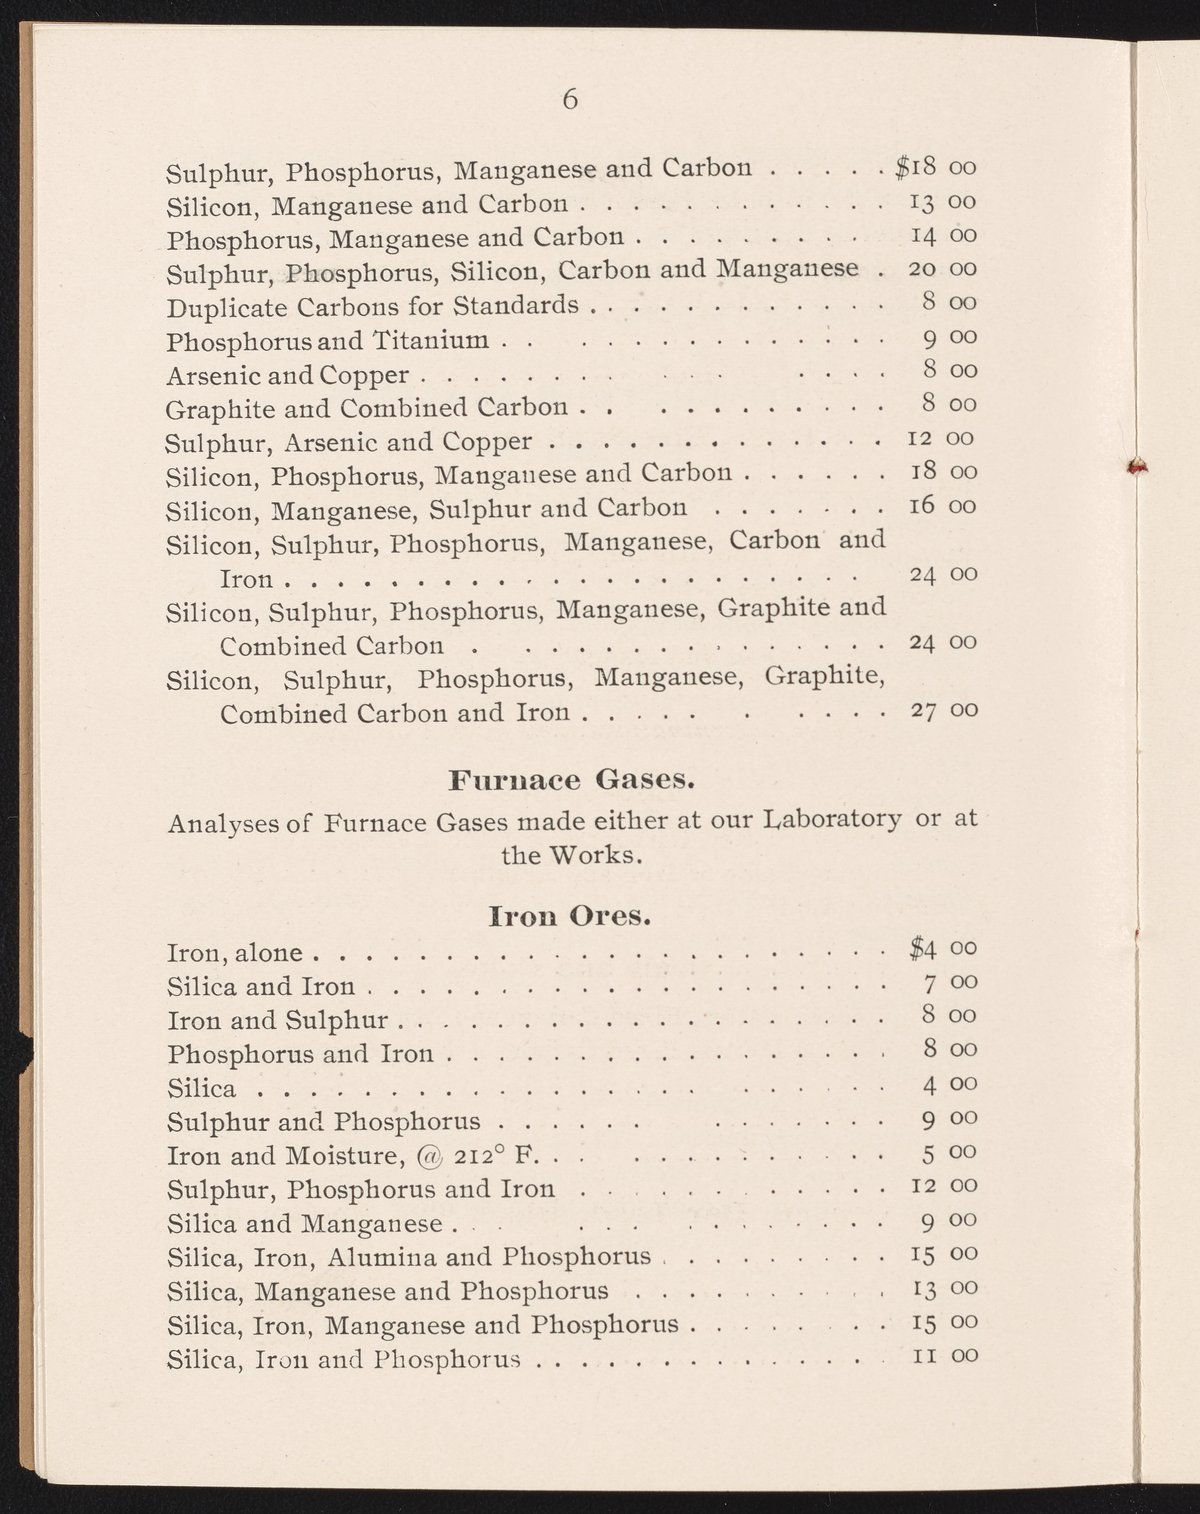 6
Sulphur, Phosphorus, Manganese and Carbon . . . . . $18 00
Silicon, Manganese and Carbon . . . . . . . . . . . . 13 00
Phosphorus, Manganese and Carbon . . . . . . . . . 14 00
Sulphur, Phosphorus, Silicon, Carbon and Manganese . 20 00
Duplicate Carbons for Standards . . . . . . . . . . . . 8 00
Phosphorus and Titanium . . . . . . . . . . . . . . 9 00
Arsenic and Copper . . . . . . . . . . . . . . . 8 00
Graphite and Combined Carbon . . . . . . . . . . . 8 00
Sulphur, Arsenic and Copper . . . . . . . . . . . . . 12 00
Silicon, Phosphorus, Manganese and Carbon . . . . . . 18 00
Silicon, Manganese, Sulphur and Carbon . . . . . . . 16 00
Silicon, Sulphur, Phosphorus, Manganese, Carbon and
Iron . . . . . . . . . . . . . . . . . . . . . . 24 00
Silicon, Sulphur, Phosphorus, Manganese, Graphite and
Combined Carbon . . . . . . . . . . . . . . . 24 00
Silicon, Sulphur, Phosphorus, Manganese, Graphite,
Combined Carbon and Iron . . . . . . . . . . 27 00
Furnace Gases.
Analyses of Furnace Gases made either at our Laboratory or at
the Works.
Iron Ores.
Iron, alone . . . . . . . . . . . . . . . . . . . . . . $4 00
Silica and Iron . . . . . . . . . . . . . . . . . . . . 7 00
Iron and Sulphur . . . . . . . . . . . . . . . . . . . 8 00
Phosphorus and Iron . . . . . . . . . . . . . . . . . 8 00
Silica . . . . . . . . . . . . . . . . . . . . . . . 4 00
Sulphur and Phosphorus . . . . . . . . . . . . . 9 00
Iron and Moisture, @ 212° F. . . . . . . . . . . . . 5 00
Sulphur, Phosphorus and Iron . . . . . . . . . . . . 12 00
Silica and Manganese . . . . . . . . . . . . . . 9 00
Silica, Iron, Alumina and Phosphorus . . . . . . . . . 15 00
Silica, Manganese and Phosphorus . . . . . . . . . . 13 00
Silica, Iron, Manganese and Phosphorus . . . . . . . . 15 00
Silica, Iron and Phosphorus . . . . . . . . . . . . . . 11 00